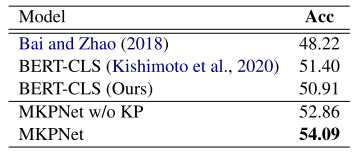 Model Acc
Bai and Zhao (2018) 48.22
BERT-CLS (Kishimoto et al., 2020) 51.40
BERT-CLS (Ours) 50.91
MKPNet w/o KP 52.86
MKPNet 54.09